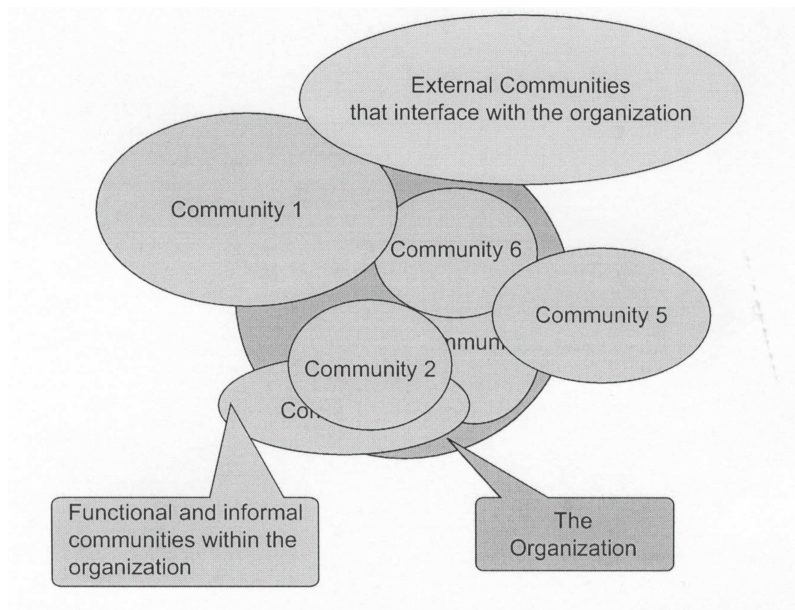 External Communities
that interface with the organization
Community 1
Community 6
Community 5
Community 2
Functional and informal
communities within the
organization
The
Organization